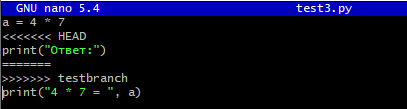 GNU nano 5.4 test3.py
a = 4 * 7
<<<<<<< HEAD
print("Ответ:")
=======
>>>>>>> testbranch
print("4 * 7 = ", a)